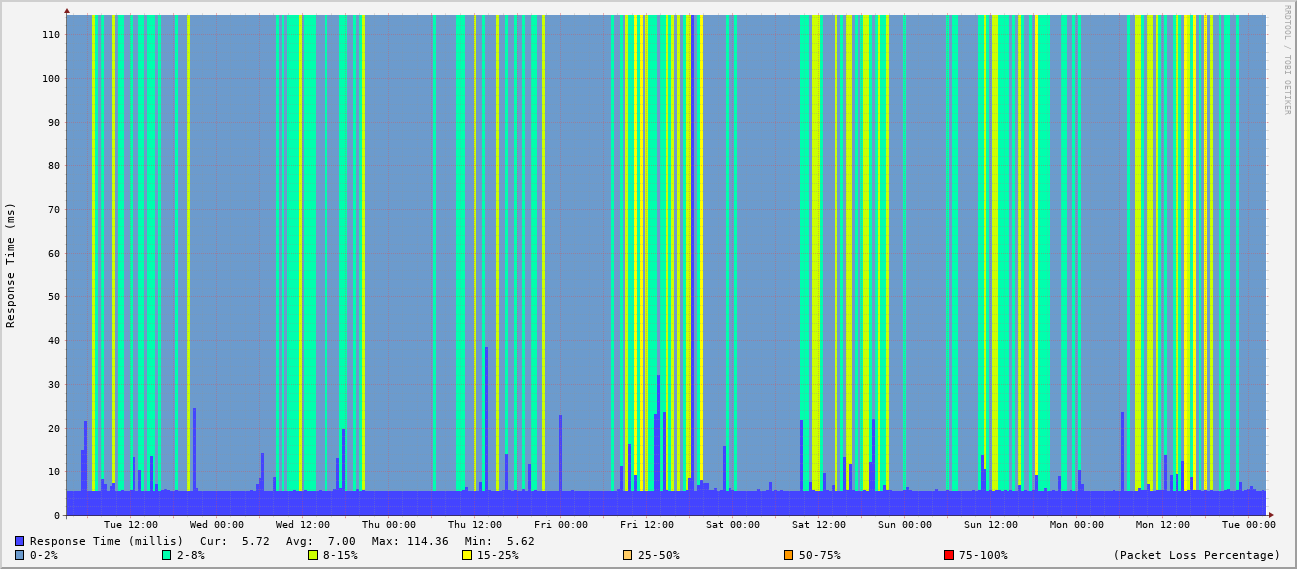 RRDTOOL / TOBI OETIKER
Response Time (ms)
110
100
90
80
70
60
50
40
30
20
10
0
Tue 12:00 Wed 00:00 Wed 12:00 Thu 00:00 Thu 12:00 Fri 00:00 Fri 12:00 Sat 00:00 Sat 12:00 Sun 00:00 Sun 12:00 Mon 00:00 Mon 12:00 Tue 00:00
Response Time (millis) Cur: 5.72 Avg: 7.00 Max: 114.36 Min: 5.62
0-2% 2-8% 8-15% 15-25% 25-50% 50-75% 75-100% (Packet Loss Percentage)